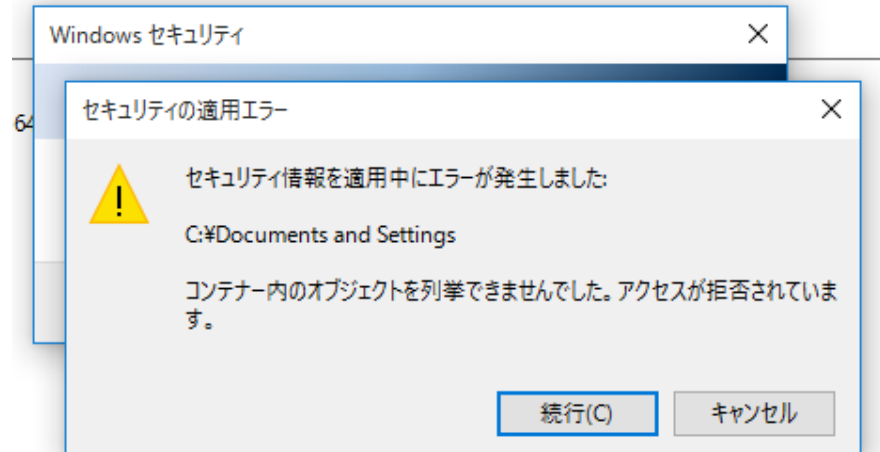 Windows セキュリティ
セキュリティの適用エラー
64
セキュリティ情報を適用中にエラーが発生しました:
C:¥Documents and Settings
コンテナー内のオブジェクトを列挙できませんでした。アクセスが拒否されていま
す。
続行(C)
キャンセル